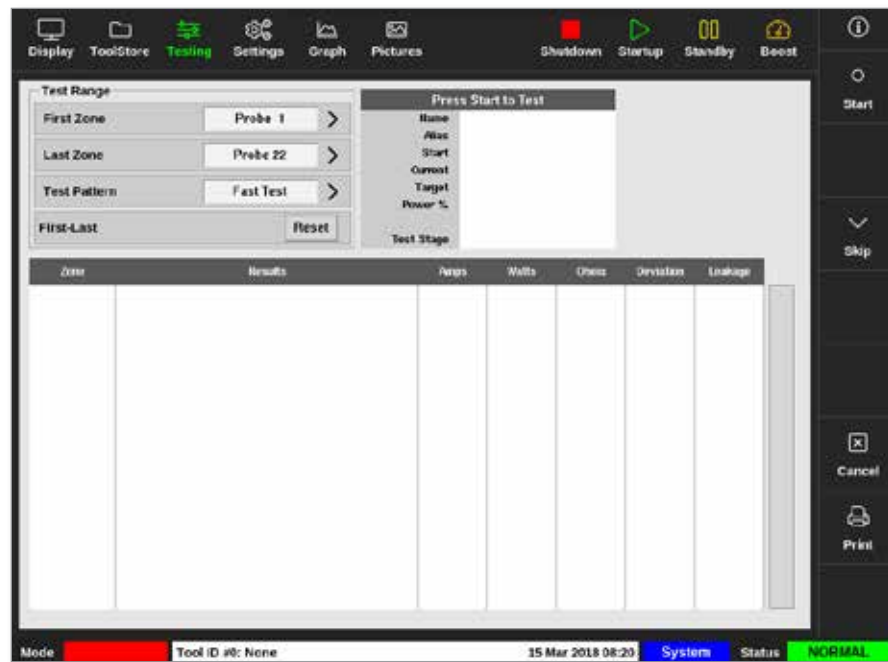 Display ToolStore Testing Settings Graph Pictures Shutdown Startup Standby Boost
Test Range
First Zone Probe 1
Last Zone Probe 22
Test Pattern Fast Test
First-Last Reset
Press Start to Test
Name
Alias
Start
Current
Target
Power %
Test Stage
Zone Results Amps Watts Ohms Deviation Leakage
Start
Skip
Cancel
Print
Mode Tool ID #0: None 15 Mar 2018 08:20 System Status NORMAL